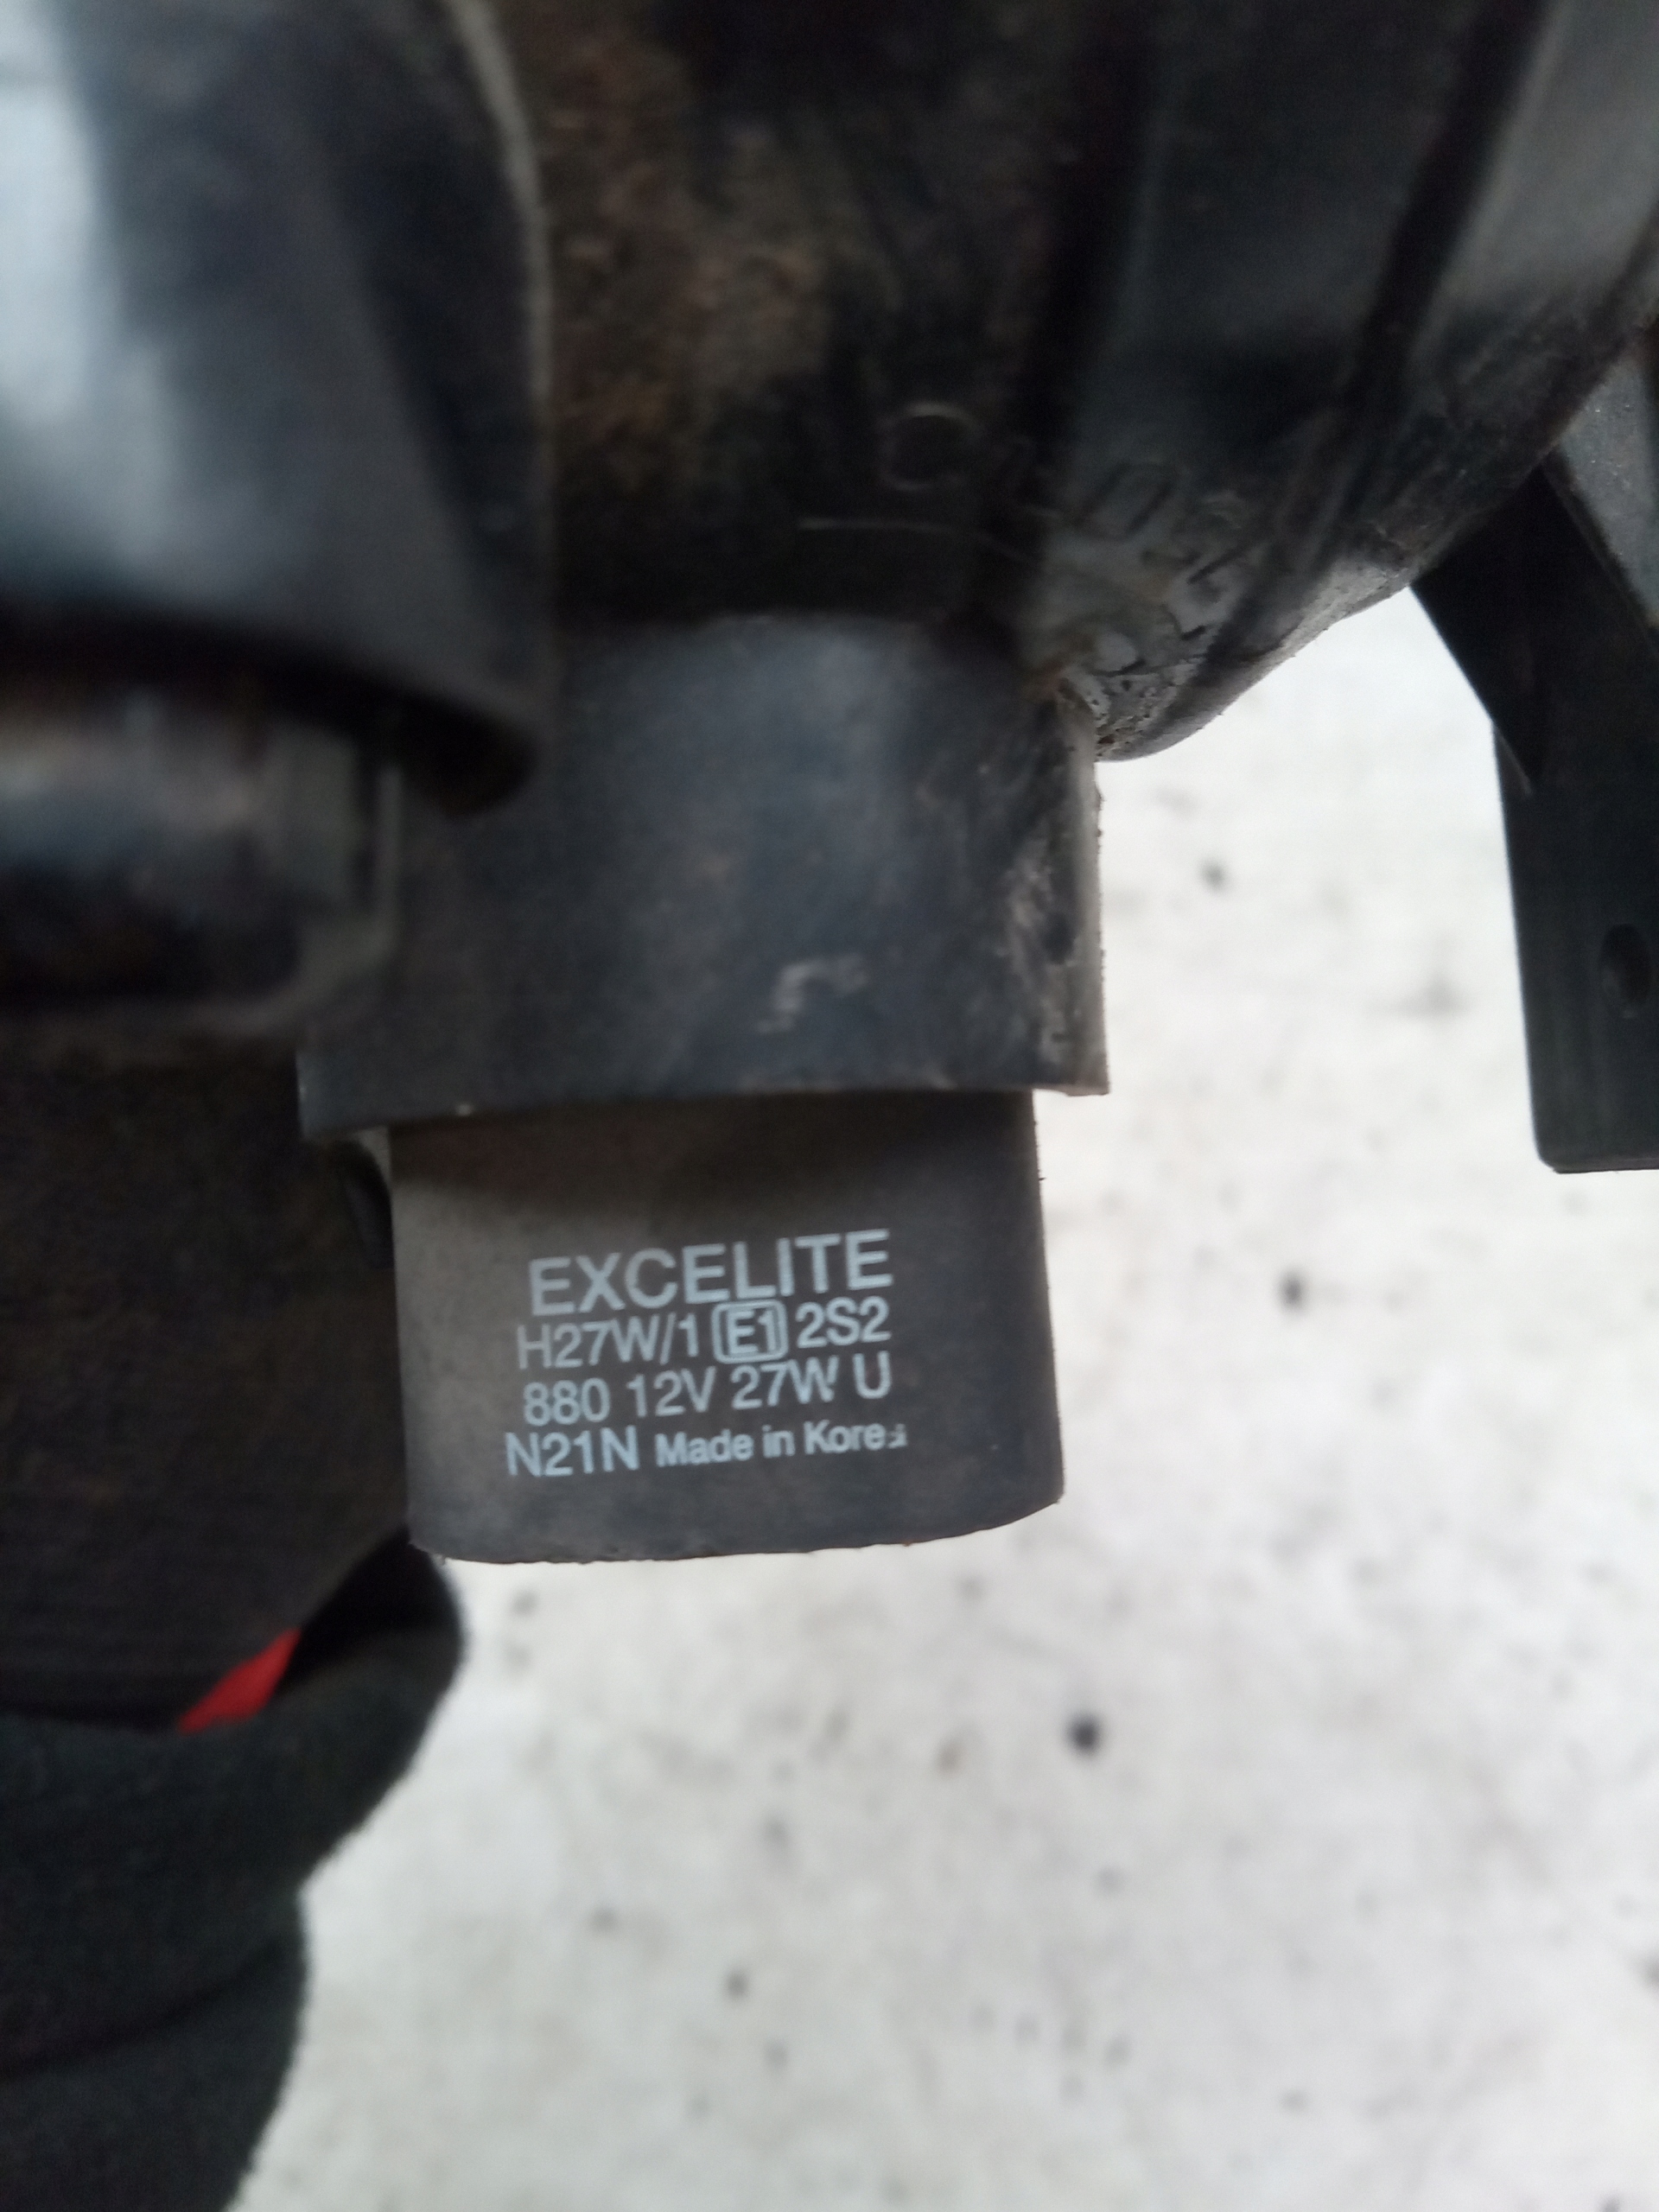 EXCELITE
H27W/1 E1 2S2
880 12V 27W U
N21N Made in Korea